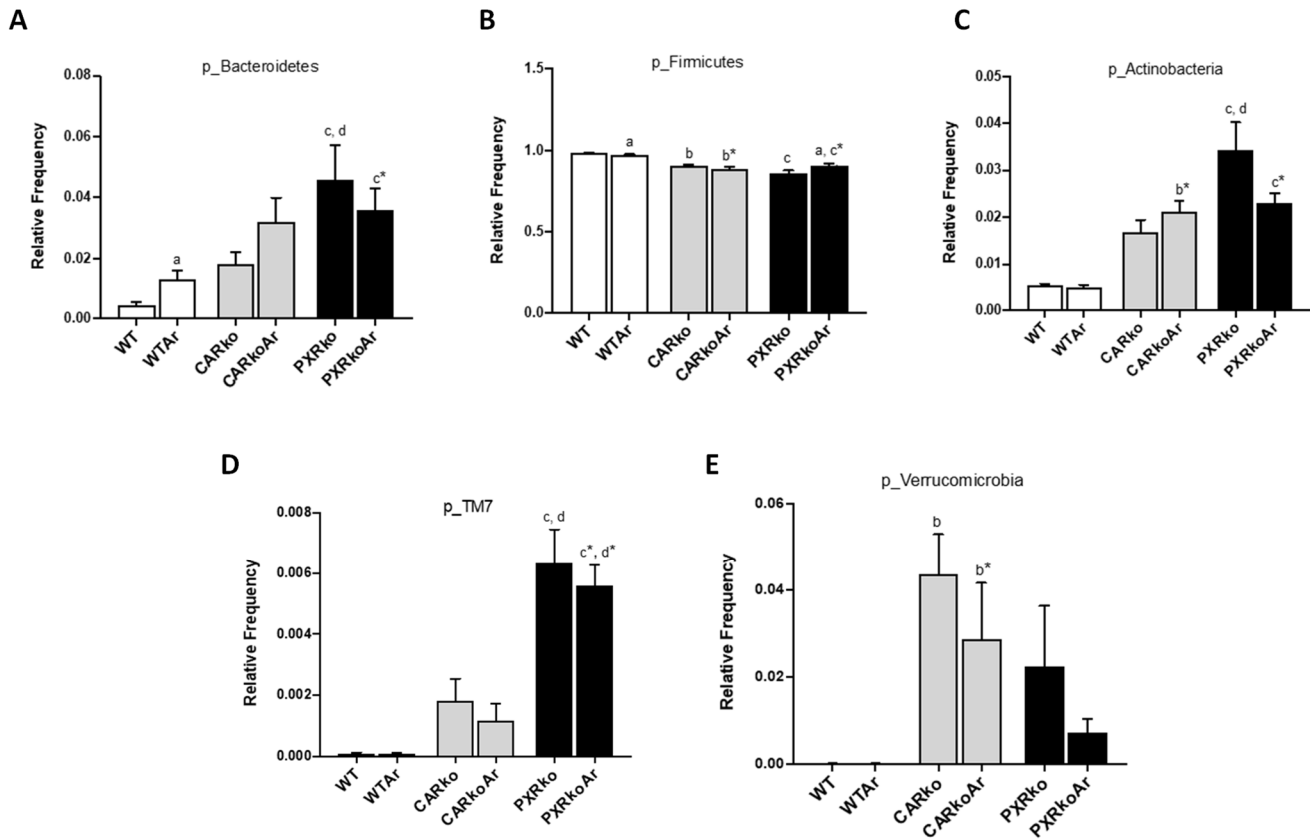 A
p_Bacteroidetes
Relative Frequency
0.08
0.06
0.04
0.02
0.00
a
c, d
c*
WT
WTAr
CARko
CARkoAr
PXRko
PXRkoAr
B
p_Firmicutes
Relative Frequency
1.5
1.0
0.5
0.0
a
b
b*
c
a, c*
WT
WTAr
CARko
CARkoAr
PXRko
PXRkoAr
C
p_Actinobacteria
Relative Frequency
0.05
0.04
0.03
0.02
0.01
0.00
b*
c, d
c*
WT
WTAr
CARko
CARkoAr
PXRko
PXRkoAr
D
p_TM7
Relative Frequency
0.008
0.006
0.004
0.002
0.000
c, d
c*, d*
WT
WTAr
CARko
CARkoAr
PXRko
PXRkoAr
E
p_Verrucomicrobia
Relative Frequency
0.06
0.04
0.02
0.00
b
b*
WT
WTAr
CARko
CARkoAr
PXRko
PXRkoAr